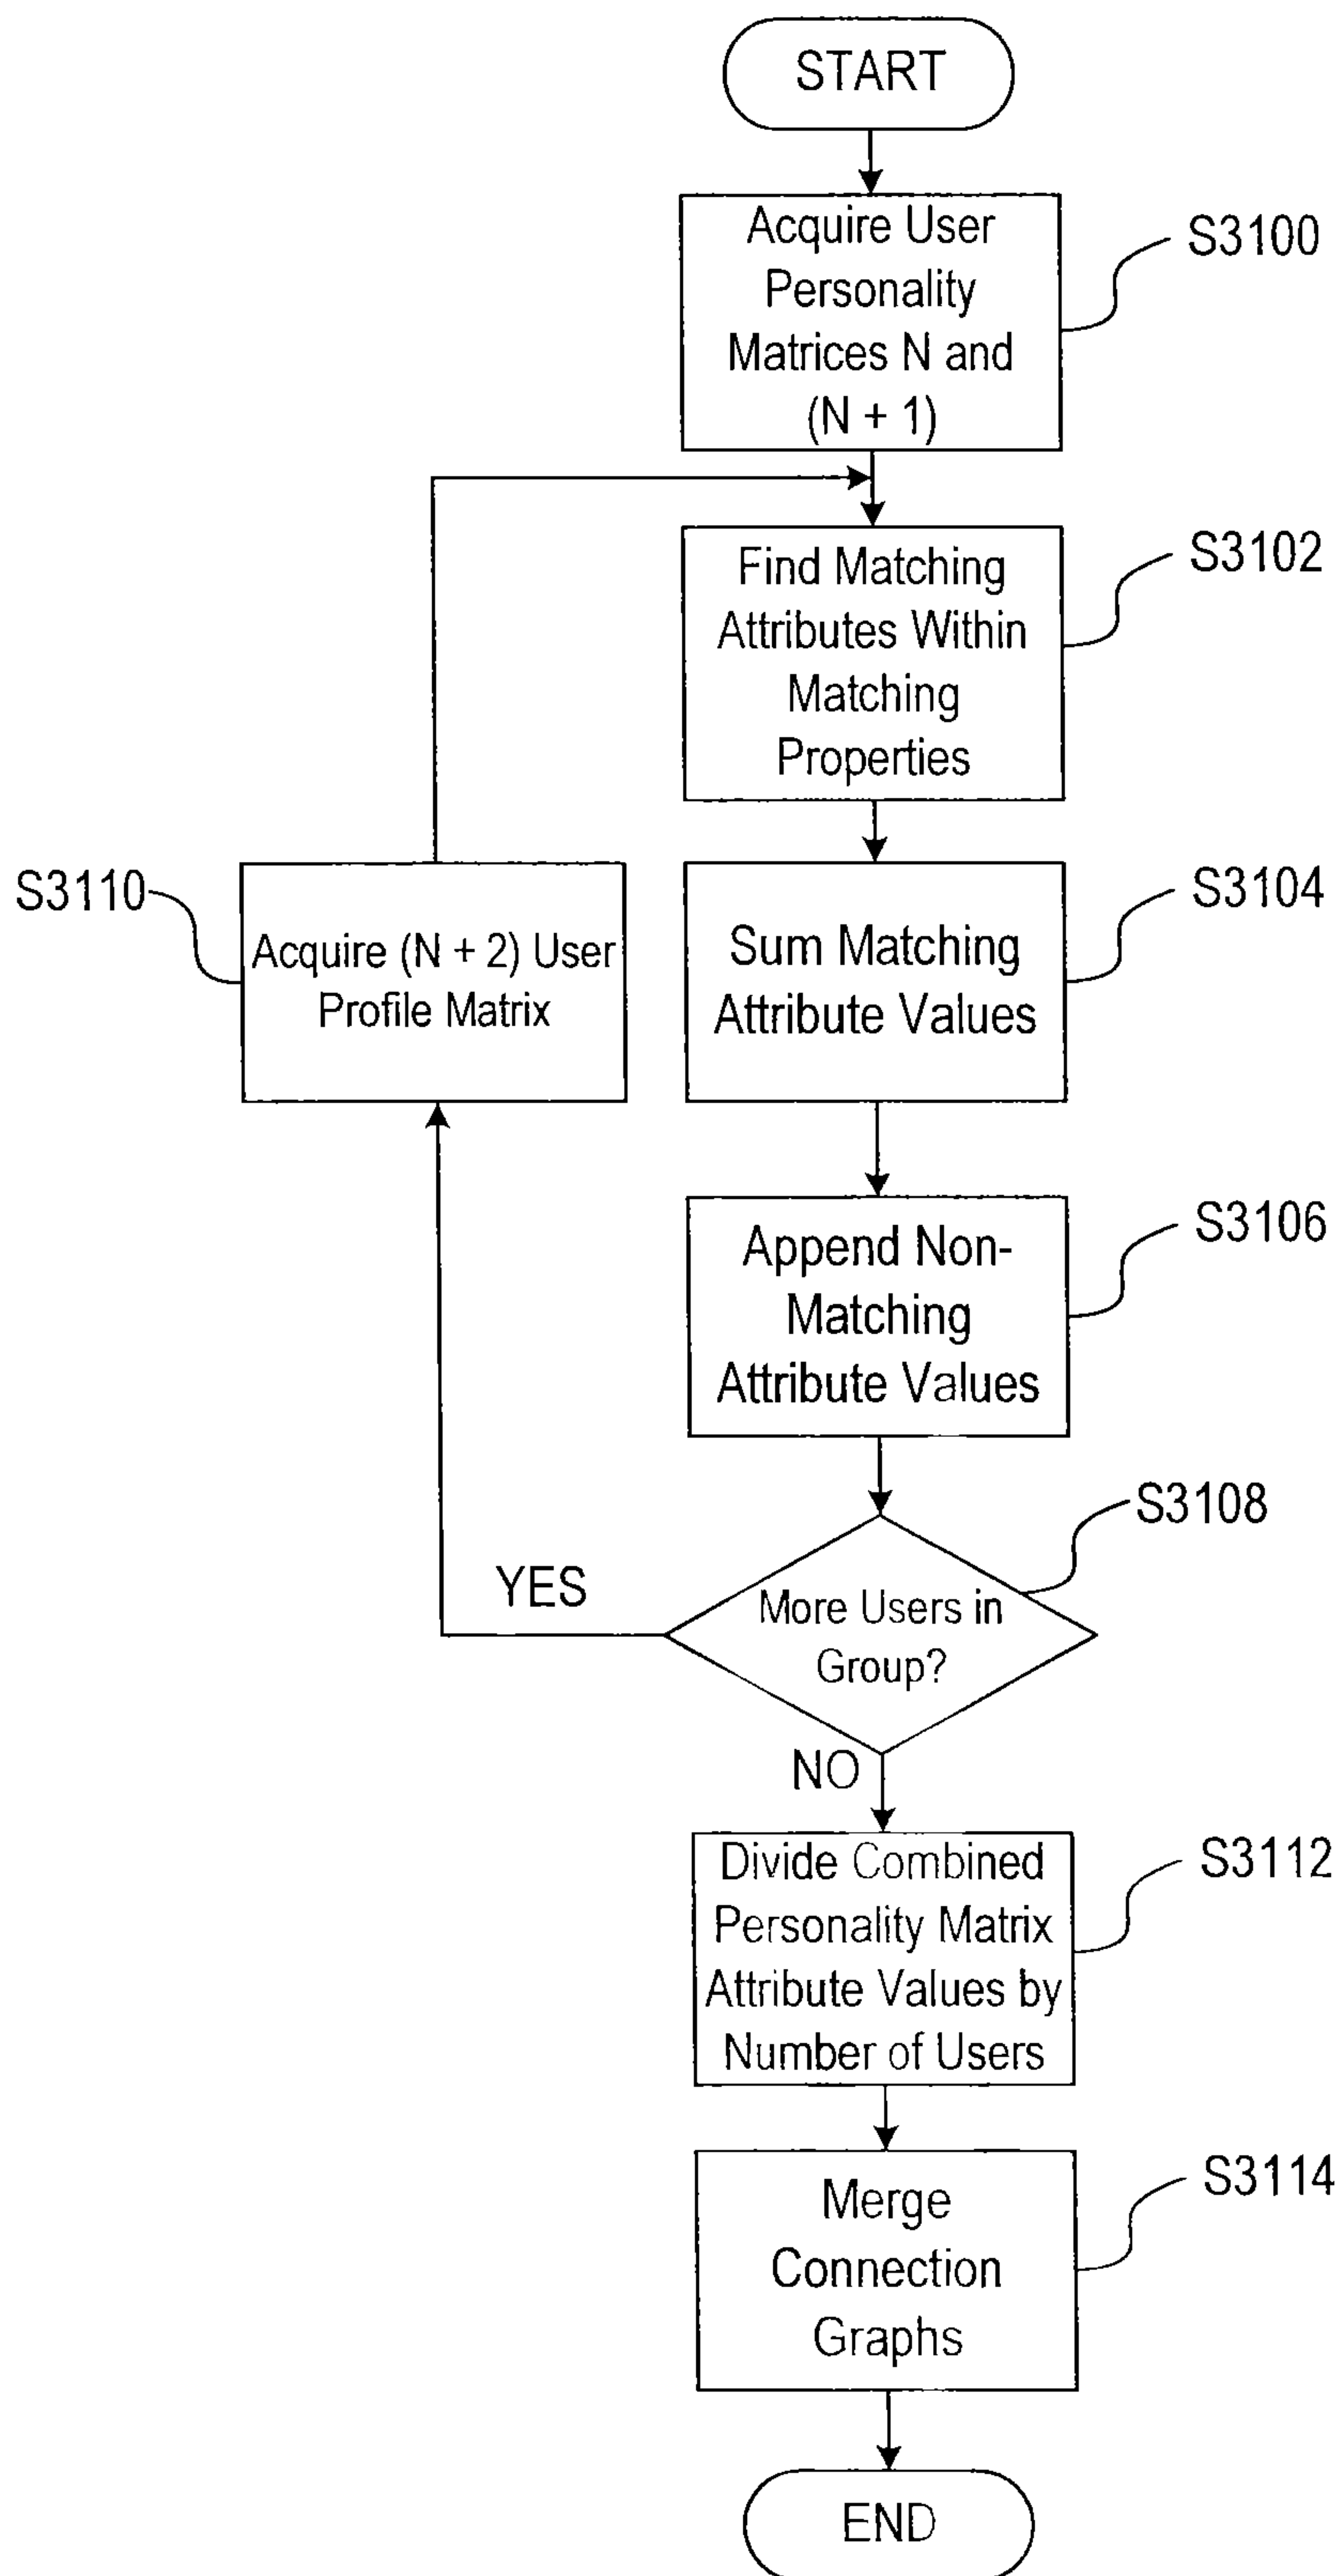 START
Acquire User
Personality
Matrices N and
(N + 1)
S3100
Find Matching
Attributes Within
Matching
Properties
S3102
S3110
Acquire (N + 2) User
Profile Matrix
Sum Matching
Attribute Values
S3104
Append Non-
Matching
Attribute Values
S3106
S3108
YES
More Users in
Group?
NO
Divide Combined
Personality Matrix
Attribute Values by
Number of Users
S3112
Merge
Connection
Graphs
S3114
END